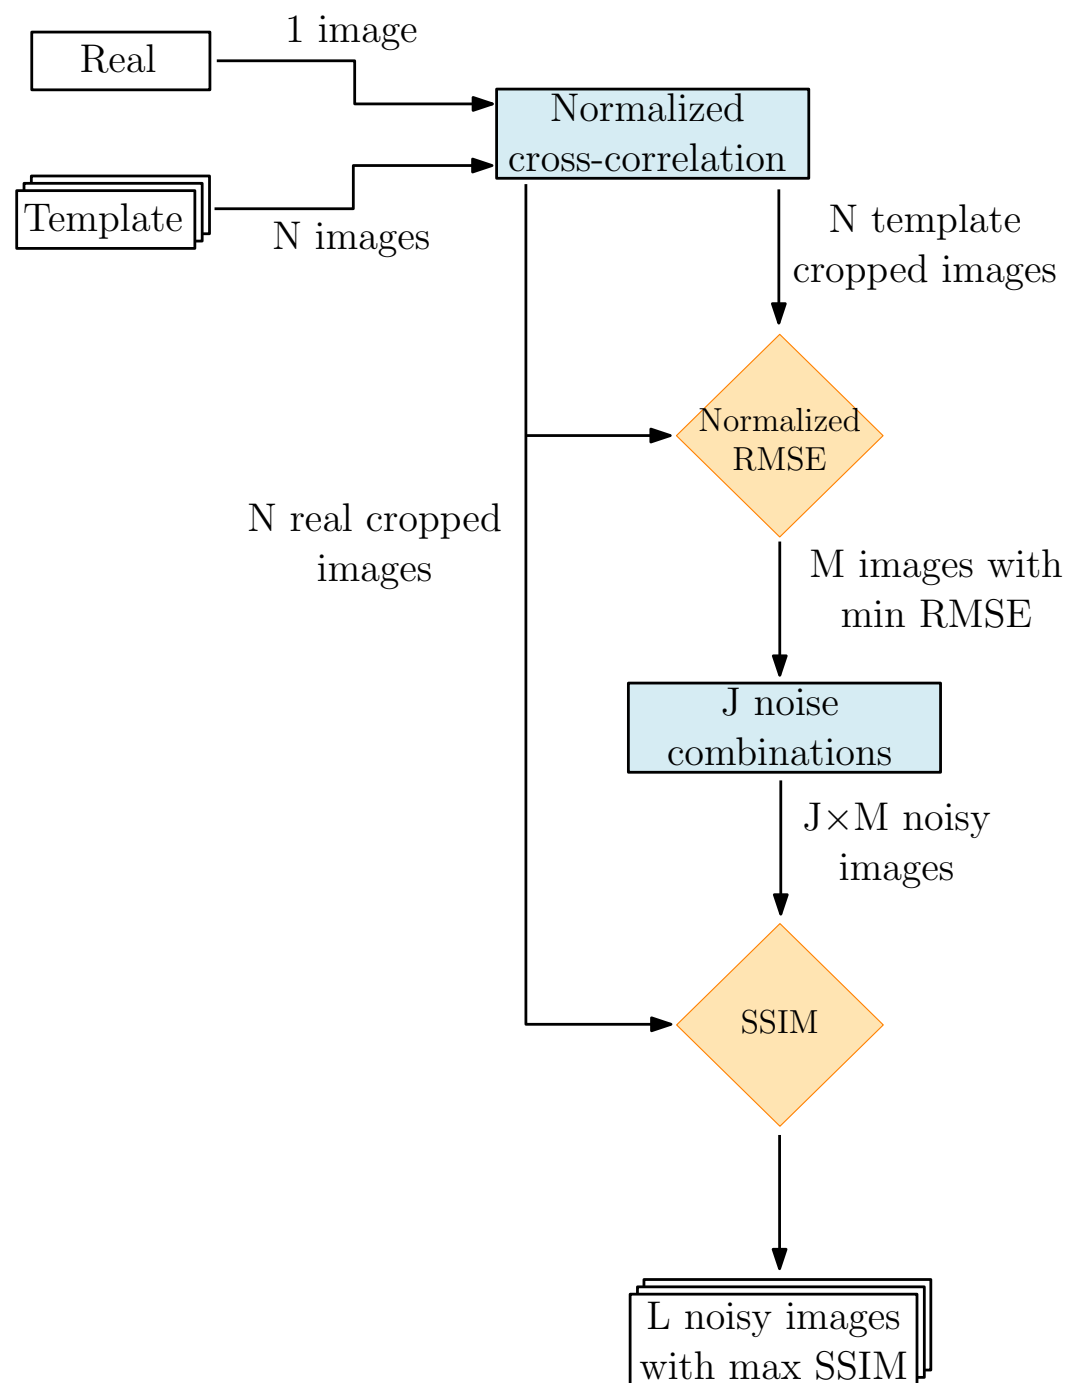 1 image
Real
Normalized
cross-correlation
Template
N images
N template
cropped images
Normalized
RMSE
N real cropped
images
M images with
min RMSE
J noise
combinations
J×M noisy
images
SSIM
L noisy images
with max SSIM